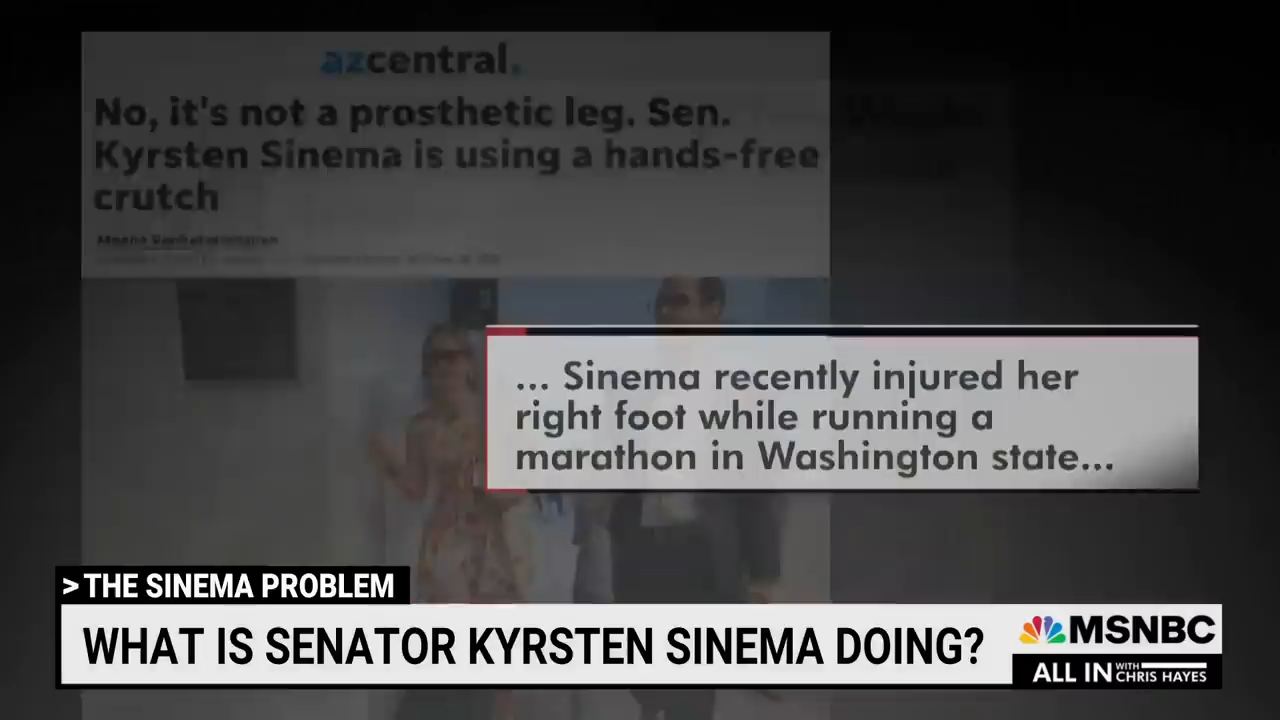 azcentral.
No, it's not a prosthetic leg. Sen.
Kyrsten Sinema is using a hands-free
crutch
... Sinema recently injured her
right foot while running a
marathon in Washington state...
>THE SINEMA PROBLEM
WHAT IS SENATOR KYRSTEN SINEMA DOING?
MSNBC
ALL IN WITH CHRIS HAYES